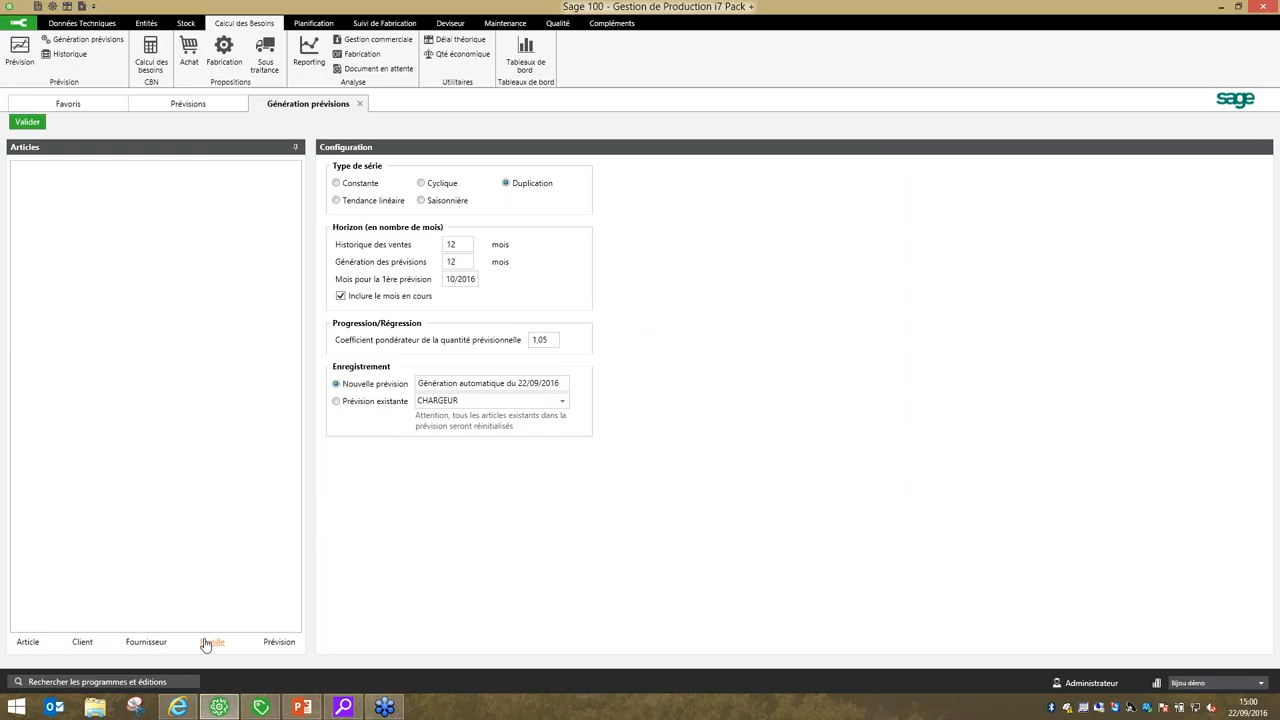 Sage 100 - Gestion de Production i7 Pack +
Données Techniques Entités Stock Calcul des Besoins Planification Suivi de Fabrication Deviseur Maintenance Qualité Compléments
Prévision Génération prévisions Historique Prévision
Calcul des besoins CBN
Achat Fabrication Sous traitance Propositions
Reporting Gestion commerciale Fabrication Document en attente Analyse
Délai théorique Qté économique Utilitaires
Tableaux de bord Tableaux de bord
Favoris Prévisions Génération prévisions
sage
Valider
Articles
Configuration
Type de série
Constante Cyclique Duplication
Tendance linéaire Saisonnière
Horizon (en nombre de mois)
Historique des ventes 12 mois
Génération des prévisions 12 mois
Mois pour la 1ère prévision 10/2016
Inclure le mois en cours
Progression/Régression
Coefficient pondérateur de la quantité prévisionnelle 1,05
Enregistrement
Nouvelle prévision Génération automatique du 22/09/2016
Prévision existante CHARGEUR
Attention, tous les articles existants dans la
prévision seront réinitialisés
Article Client Fournisseur Prévision
Rechercher les programmes et éditions
Administrateur Bijou démo
15:00
22/09/2016